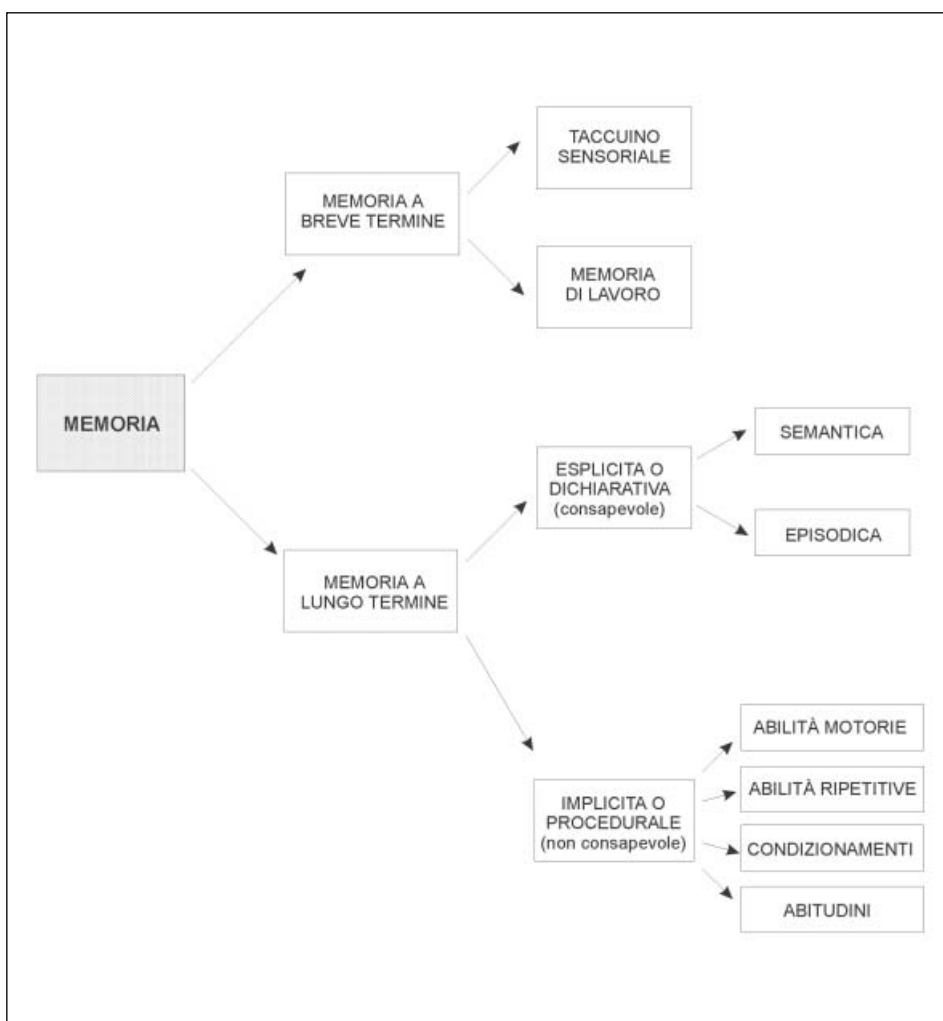 TACCUINO
SENSORIALE
MEMORIA A
BREVE TERMINE
MEMORIA
DI LAVORO
MEMORIA
SEMANTICA
ESPLICITA O
DICHIARATIVA
(consapevole)
EPISODICA
MEMORIA A
LUNGO TERMINE
ABILITÀ MOTORIE
ABILITÀ RIPETITIVE
IMPLICITA O
PROCEDURALE
(non consapevole)
CONDIZIONAMENTI
ABITUDINI